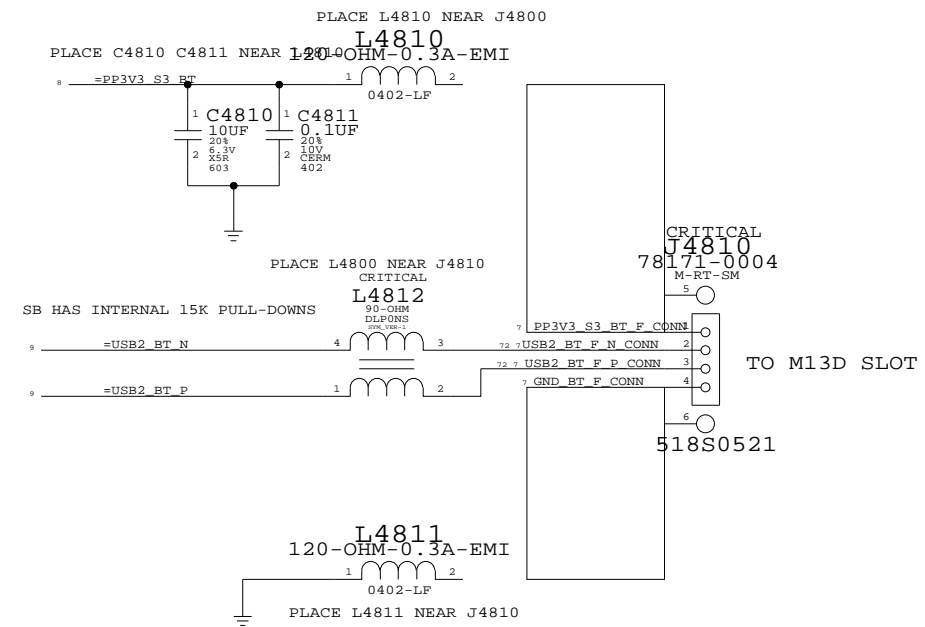 PLACE L4810 NEAR J4800
L4810
PLACE C4810 C4811 NEAR L4810
120-OHM-0.3A-EMI
8 =PP3V3_S3_BT
1 2
0402-LF
1 C4810 1 C4811
10UF 0.1UF
20% 20%
6.3V 10V
2 X5R 2 CERM
603 402
CRITICAL
J4810
78171-0004
M-RT-SM
5
PLACE L4800 NEAR J4810
CRITICAL
L4812
90-OHM
DLP0NS
SYM_VER-1
SB HAS INTERNAL 15K PULL-DOWNS
7 PP3V3_S3_BT_F_CONN 1
9 =USB2_BT_N 4 3 72 7 USB2_BT_F_N_CONN 2
72 7 USB2_BT_F_P_CONN 3
TO M13D SLOT
9 =USB2_BT_P 1 2 7 GND_BT_F_CONN 4
6
518S0521
L4811
120-OHM-0.3A-EMI
1 2
0402-LF
PLACE L4811 NEAR J4810